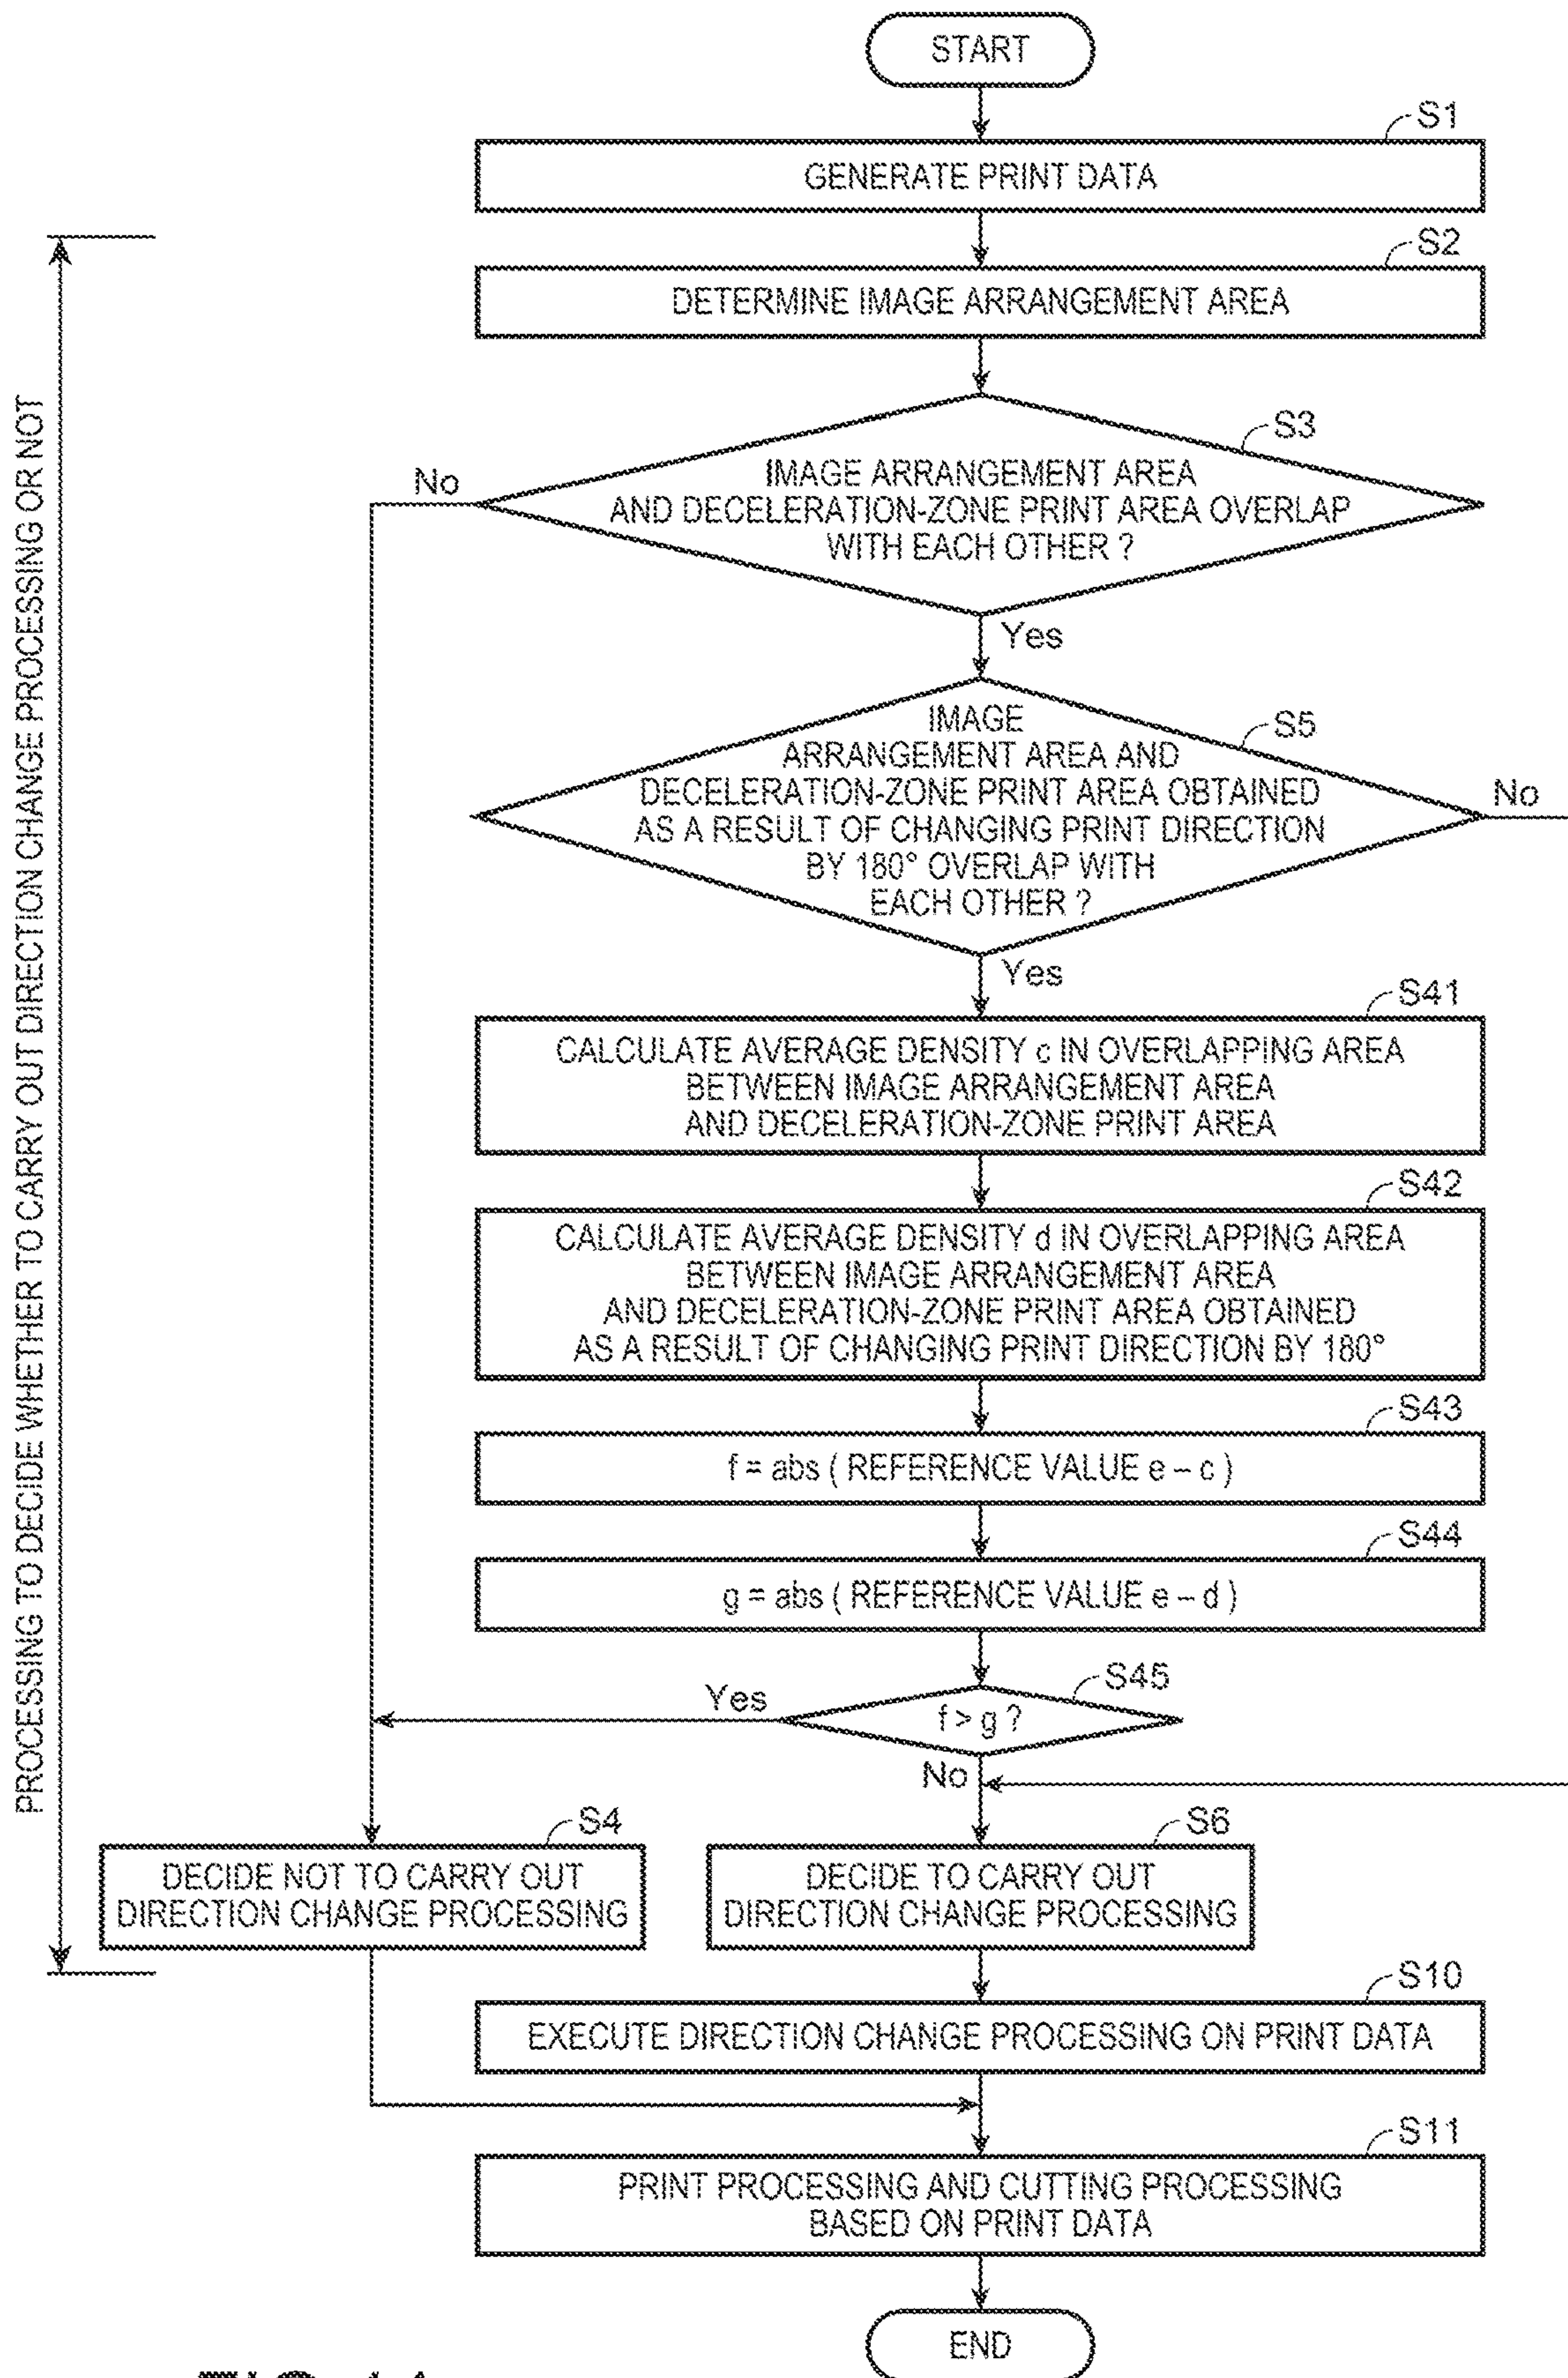 START
S1
GENERATE PRINT DATA
S2
DETERMINE IMAGE ARRANGEMENT AREA
S3
IMAGE ARRANGEMENT AREA
AND DECELERATION-ZONE PRINT AREA OVERLAP
WITH EACH OTHER ?
No
Yes
S5
IMAGE
ARRANGEMENT AREA AND
DECELERATION-ZONE PRINT AREA OBTAINED
AS A RESULT OF CHANGING PRINT DIRECTION
BY 180° OVERLAP WITH
EACH OTHER ?
No
Yes
S41
CALCULATE AVERAGE DENSITY c IN OVERLAPPING AREA
BETWEEN IMAGE ARRANGEMENT AREA
AND DECELERATION-ZONE PRINT AREA
S42
CALCULATE AVERAGE DENSITY d IN OVERLAPPING AREA
BETWEEN IMAGE ARRANGEMENT AREA
AND DECELERATION-ZONE PRINT AREA OBTAINED
AS A RESULT OF CHANGING PRINT DIRECTION BY 180°
S43
f = abs ( REFERENCE VALUE e – c )
S44
g = abs ( REFERENCE VALUE e – d )
S45
f > g ?
Yes
No
S4
DECIDE NOT TO CARRY OUT
DIRECTION CHANGE PROCESSING
S6
DECIDE TO CARRY OUT
DIRECTION CHANGE PROCESSING
S10
EXECUTE DIRECTION CHANGE PROCESSING ON PRINT DATA
S11
PRINT PROCESSING AND CUTTING PROCESSING
BASED ON PRINT DATA
END
PROCESSING TO DECIDE WHETHER TO CARRY OUT DIRECTION CHANGE PROCESSING OR NOT